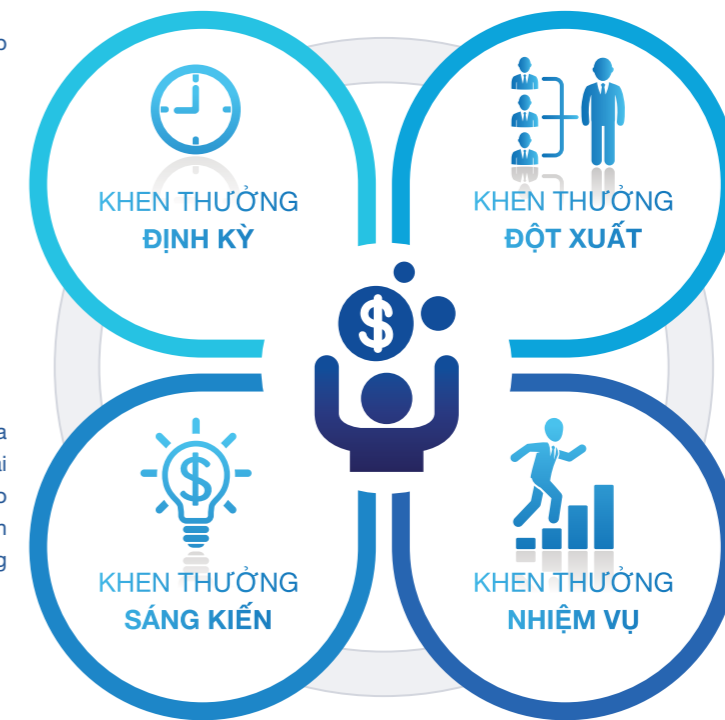 KHEN THƯỞNG
ĐỊNH KỲ
KHEN THƯỞNG
ĐỘT XUẤT
$
$
KHEN THƯỞNG
SÁNG KIẾN
KHEN THƯỞNG
NHIỆM VỤ